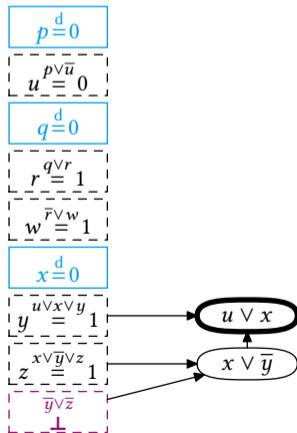 p =ᵈ 0
u =^{p∨u̅} 0
q =ᵈ 0
r =^{q∨r} 1
w =^{r̅∨w} 1
x =ᵈ 0
y =^{u∨x∨y} 1
u ∨ x
z =^{x∨y̅∨z} 1
x ∨ y̅
y̅∨z̅
⊥